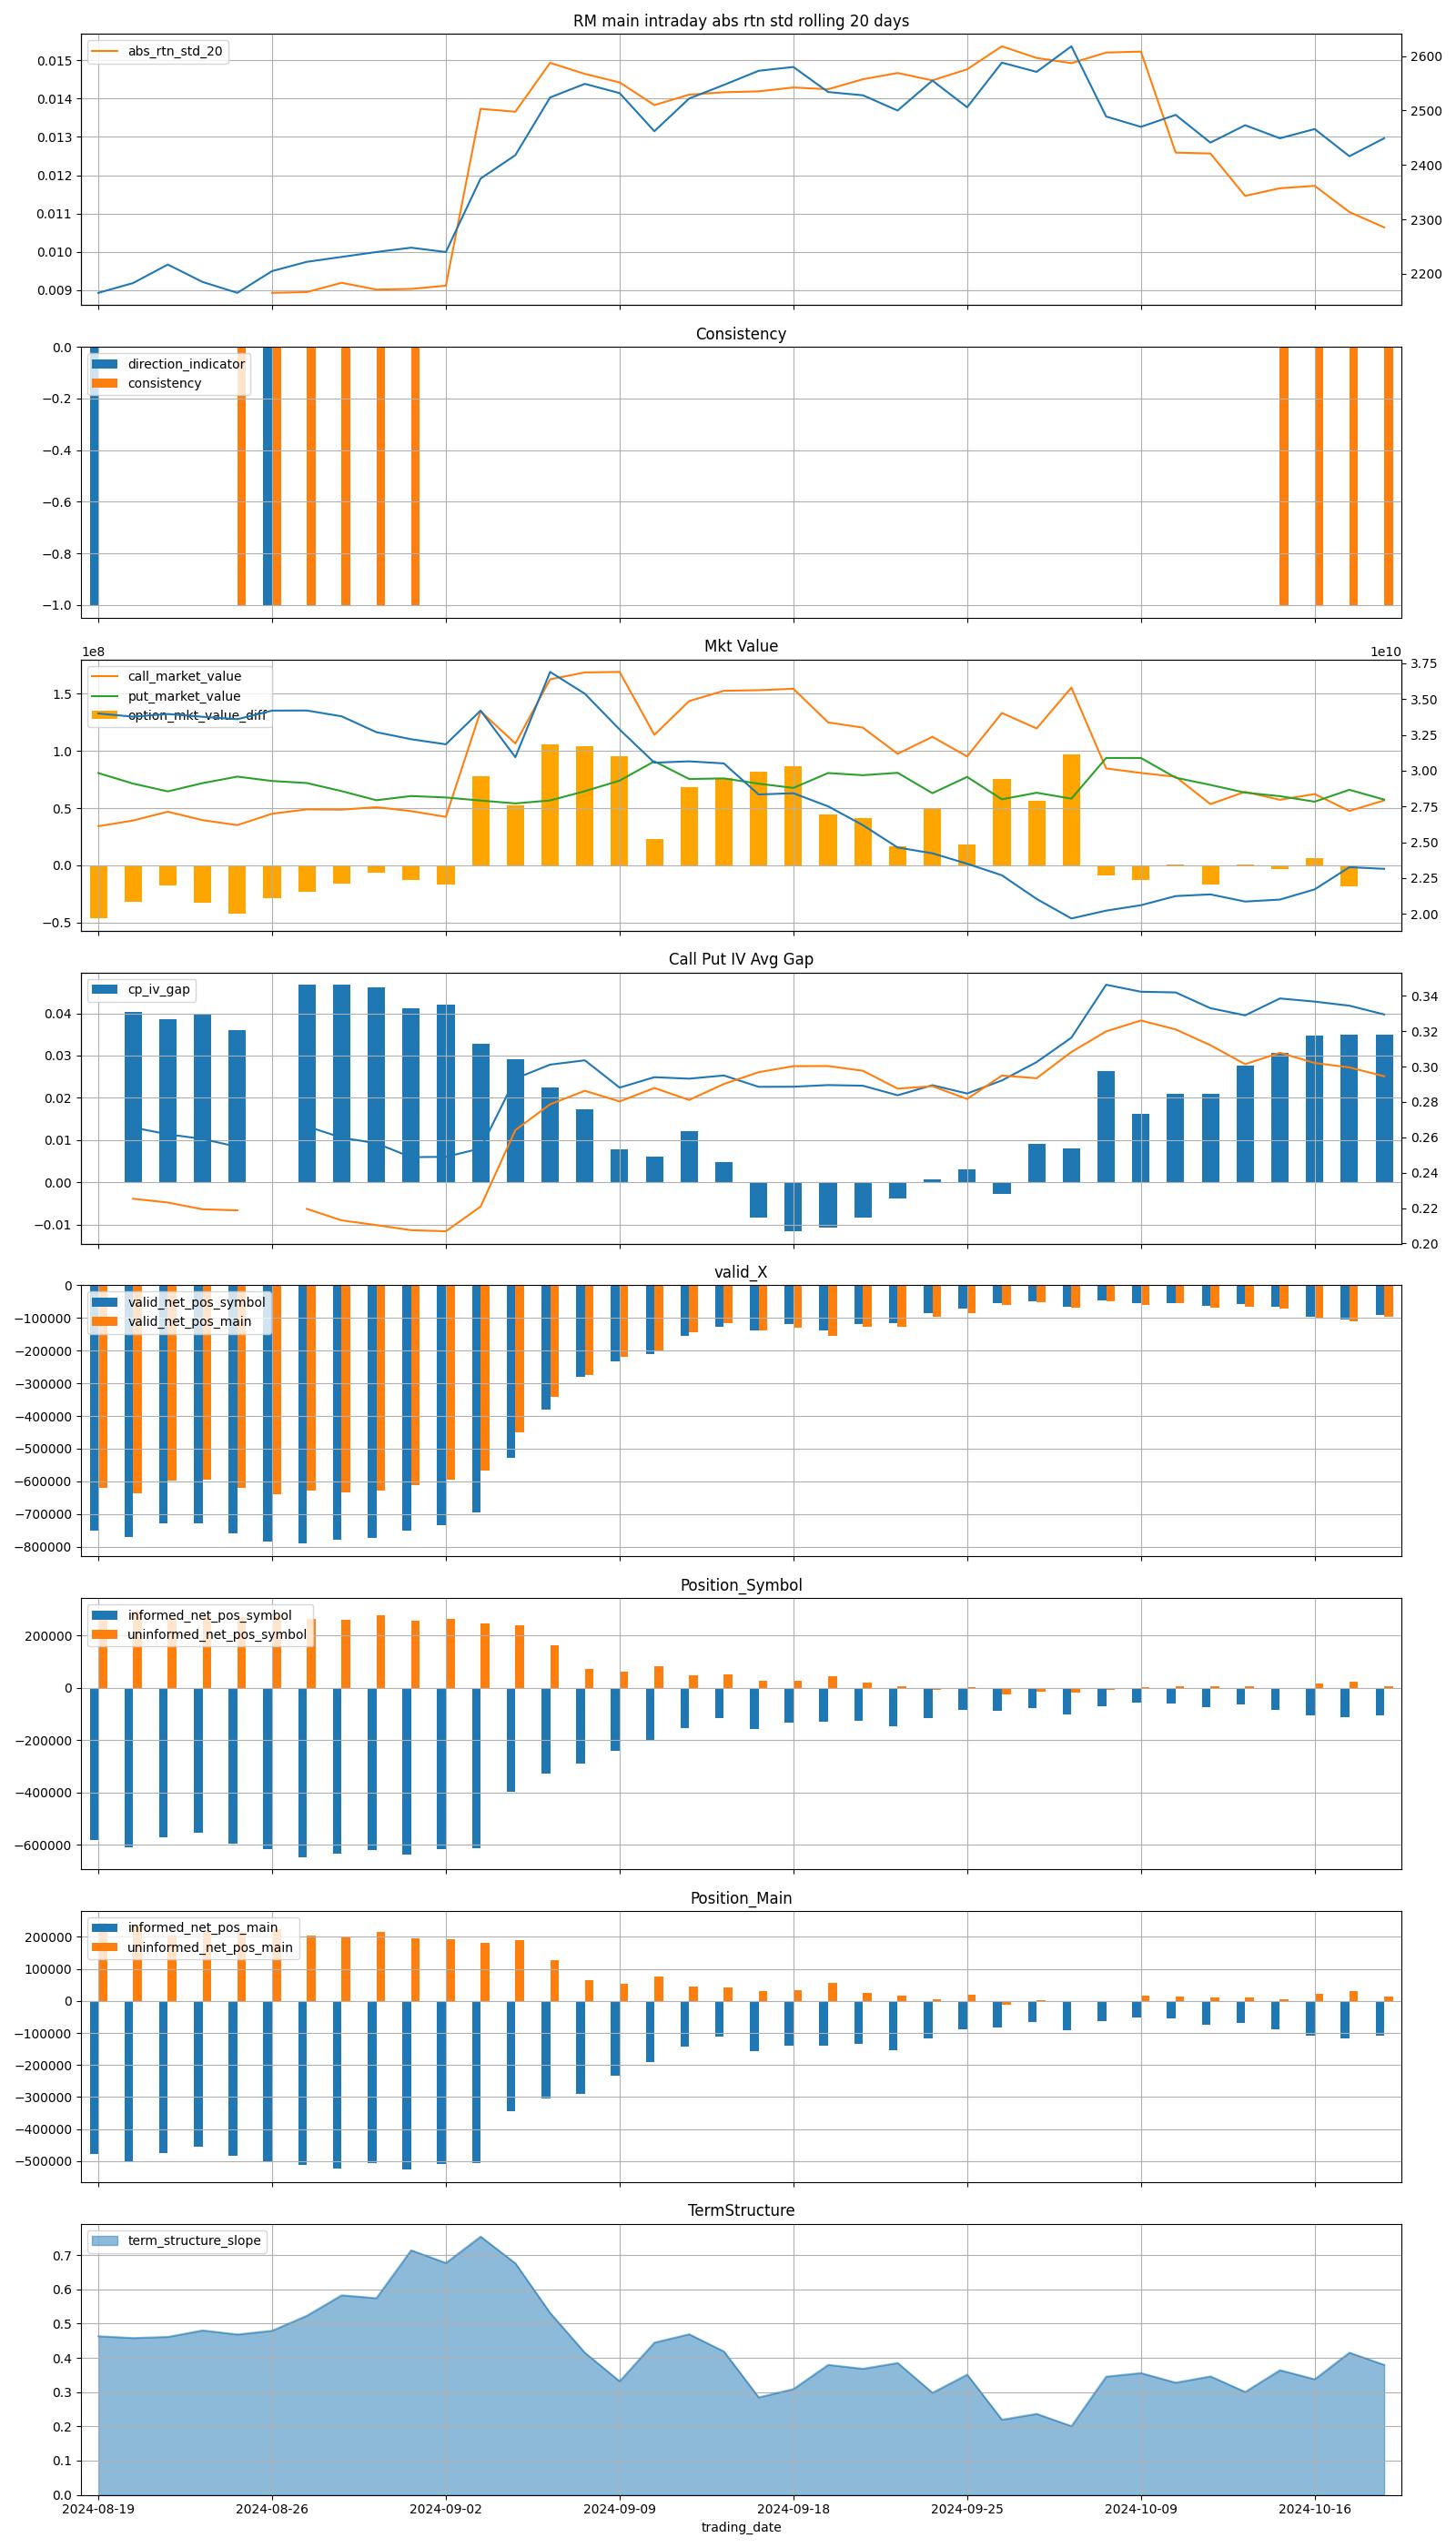 RM main intraday abs rtn std rolling 20 days
abs_rtn_std_20
0.015
0.014
0.013
0.012
0.011
0.010
0.009
2600
2500
2400
2300
2200
Consistency
direction_indicator
consistency
0.0
−0.2
−0.4
−0.6
−0.8
−1.0
Mkt Value
1e8
1e10
call_market_value
put_market_value
option_mkt_value_diff
1.5
1.0
0.5
0.0
−0.5
3.75
3.50
3.25
3.00
2.75
2.50
2.25
2.00
Call Put IV Avg Gap
cp_iv_gap
0.04
0.03
0.02
0.01
0.00
−0.01
0.34
0.32
0.30
0.28
0.26
0.24
0.22
0.20
valid_X
valid_net_pos_symbol
valid_net_pos_main
0
−100000
−200000
−300000
−400000
−500000
−600000
−700000
−800000
Position_Symbol
informed_net_pos_symbol
uninformed_net_pos_symbol
200000
0
−200000
−400000
−600000
Position_Main
informed_net_pos_main
uninformed_net_pos_main
200000
100000
0
−100000
−200000
−300000
−400000
−500000
TermStructure
term_structure_slope
0.7
0.6
0.5
0.4
0.3
0.2
0.1
0.0
2024-08-19 2024-08-26 2024-09-02 2024-09-09 2024-09-18 2024-09-25 2024-10-09 2024-10-16
trading_date